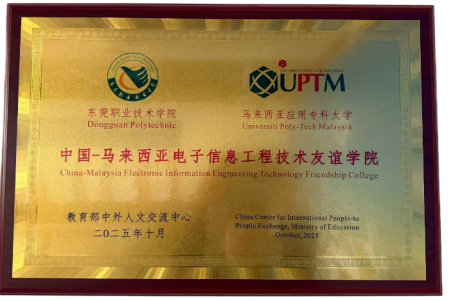 UPTM
东莞职业技术学院
Dongguan Polytechnic
马来西亚应用专科大学
Universiti Poly-Tech Malaysia
中国-马来西亚电子信息工程技术友谊学院
China-Malaysia Electronic Information Engineering Technology Friendship College
教育部中外人文交流中心
二〇二五年十月
China Center for International People-to
People Exchange, Ministry of Education
October, 2025